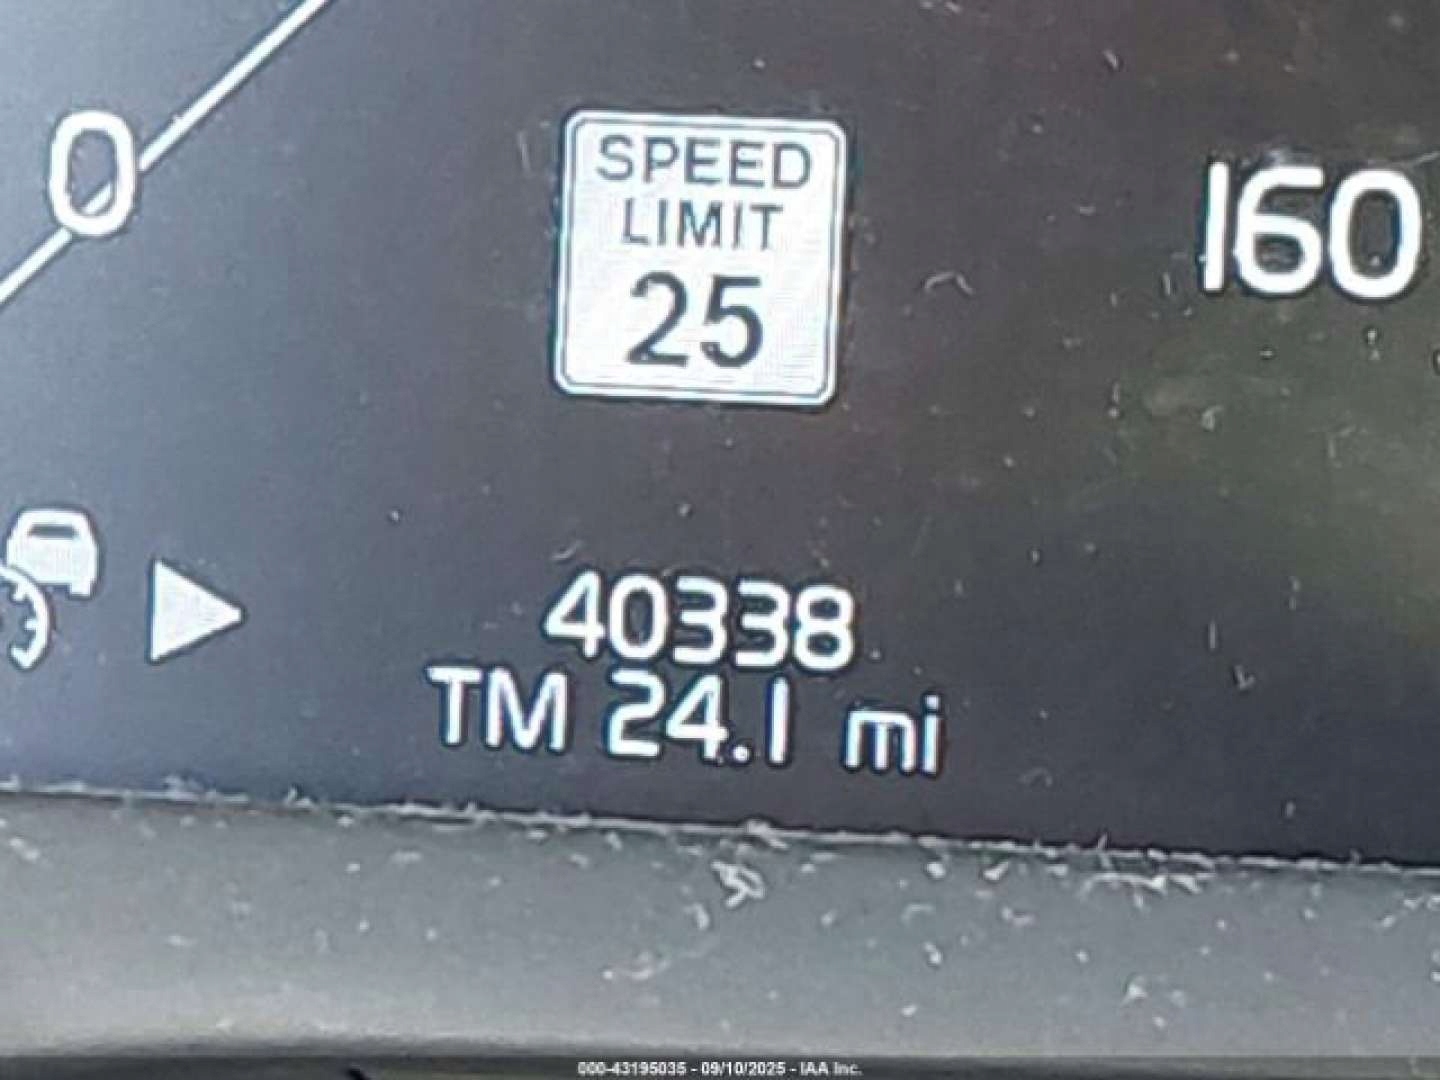 0
SPEED
LIMIT
25
160
40338
TM 24.1 mi
000-43195035 - 09/10/2025 - IAA Inc.